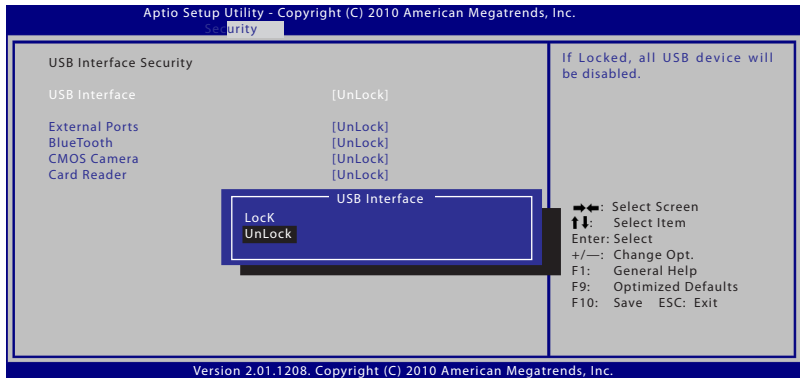 Aptio Setup Utility - Copyright (C) 2010 American Megatrends, Inc.
Security
USB Interface Security
USB Interface [UnLock]
External Ports [UnLock]
BlueTooth [UnLock]
CMOS Camera [UnLock]
Card Reader [UnLock]
USB Interface
LocK
UnLock
If Locked, all USB device will
be disabled.
→←: Select Screen
↑↓: Select Item
Enter: Select
+/—: Change Opt.
F1: General Help
F9: Optimized Defaults
F10: Save ESC: Exit
Version 2.01.1208. Copyright (C) 2010 American Megatrends, Inc.